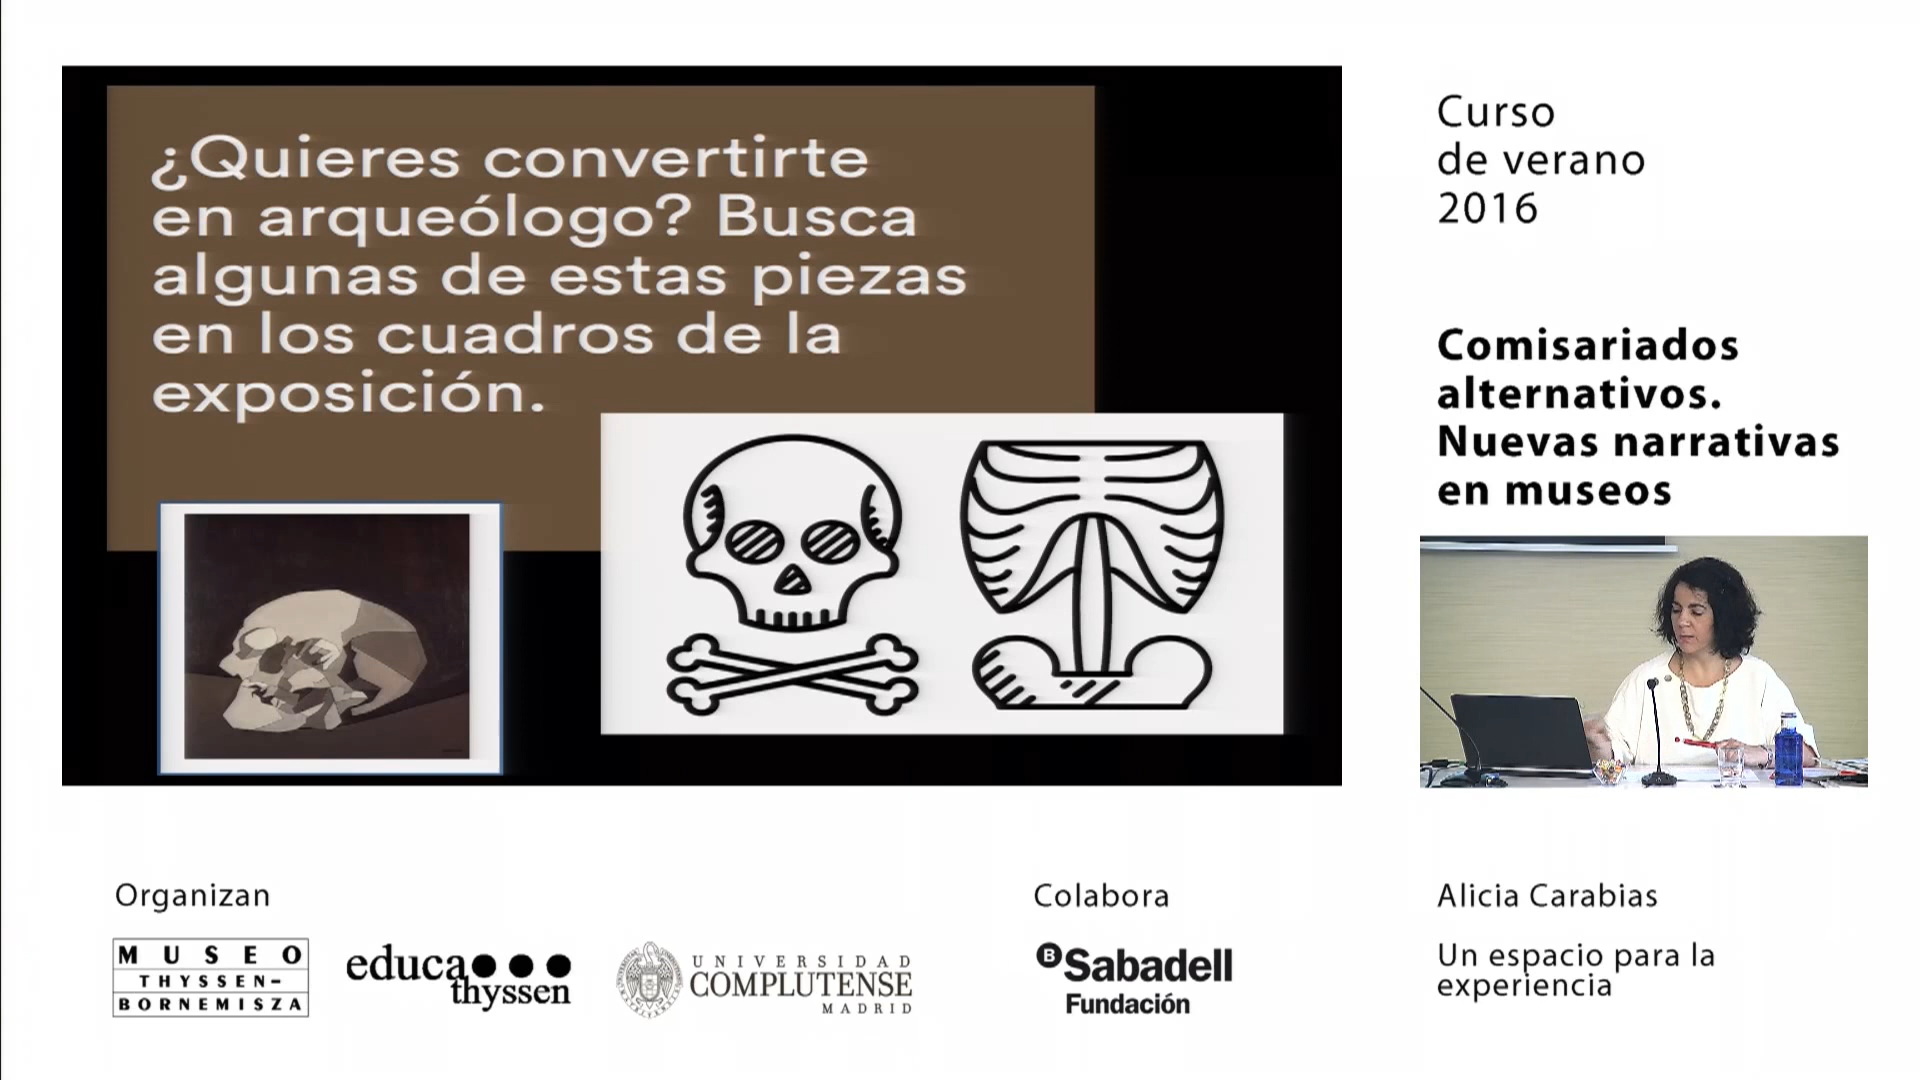 ¿Quieres convertirte
en arqueólogo? Busca
algunas de estas piezas
en los cuadros de la
exposición.
Curso
de verano
2016
Comisariados
alternativos.
Nuevas narrativas
en museos
Organizan
MUSEO
THYSSEN-
BORNEMISZA
educa
thyssen
UNIVERSIDAD
COMPLUTENSE
MADRID
Colabora
B Sabadell
Fundación
Alicia Carabias
Un espacio para la
experiencia